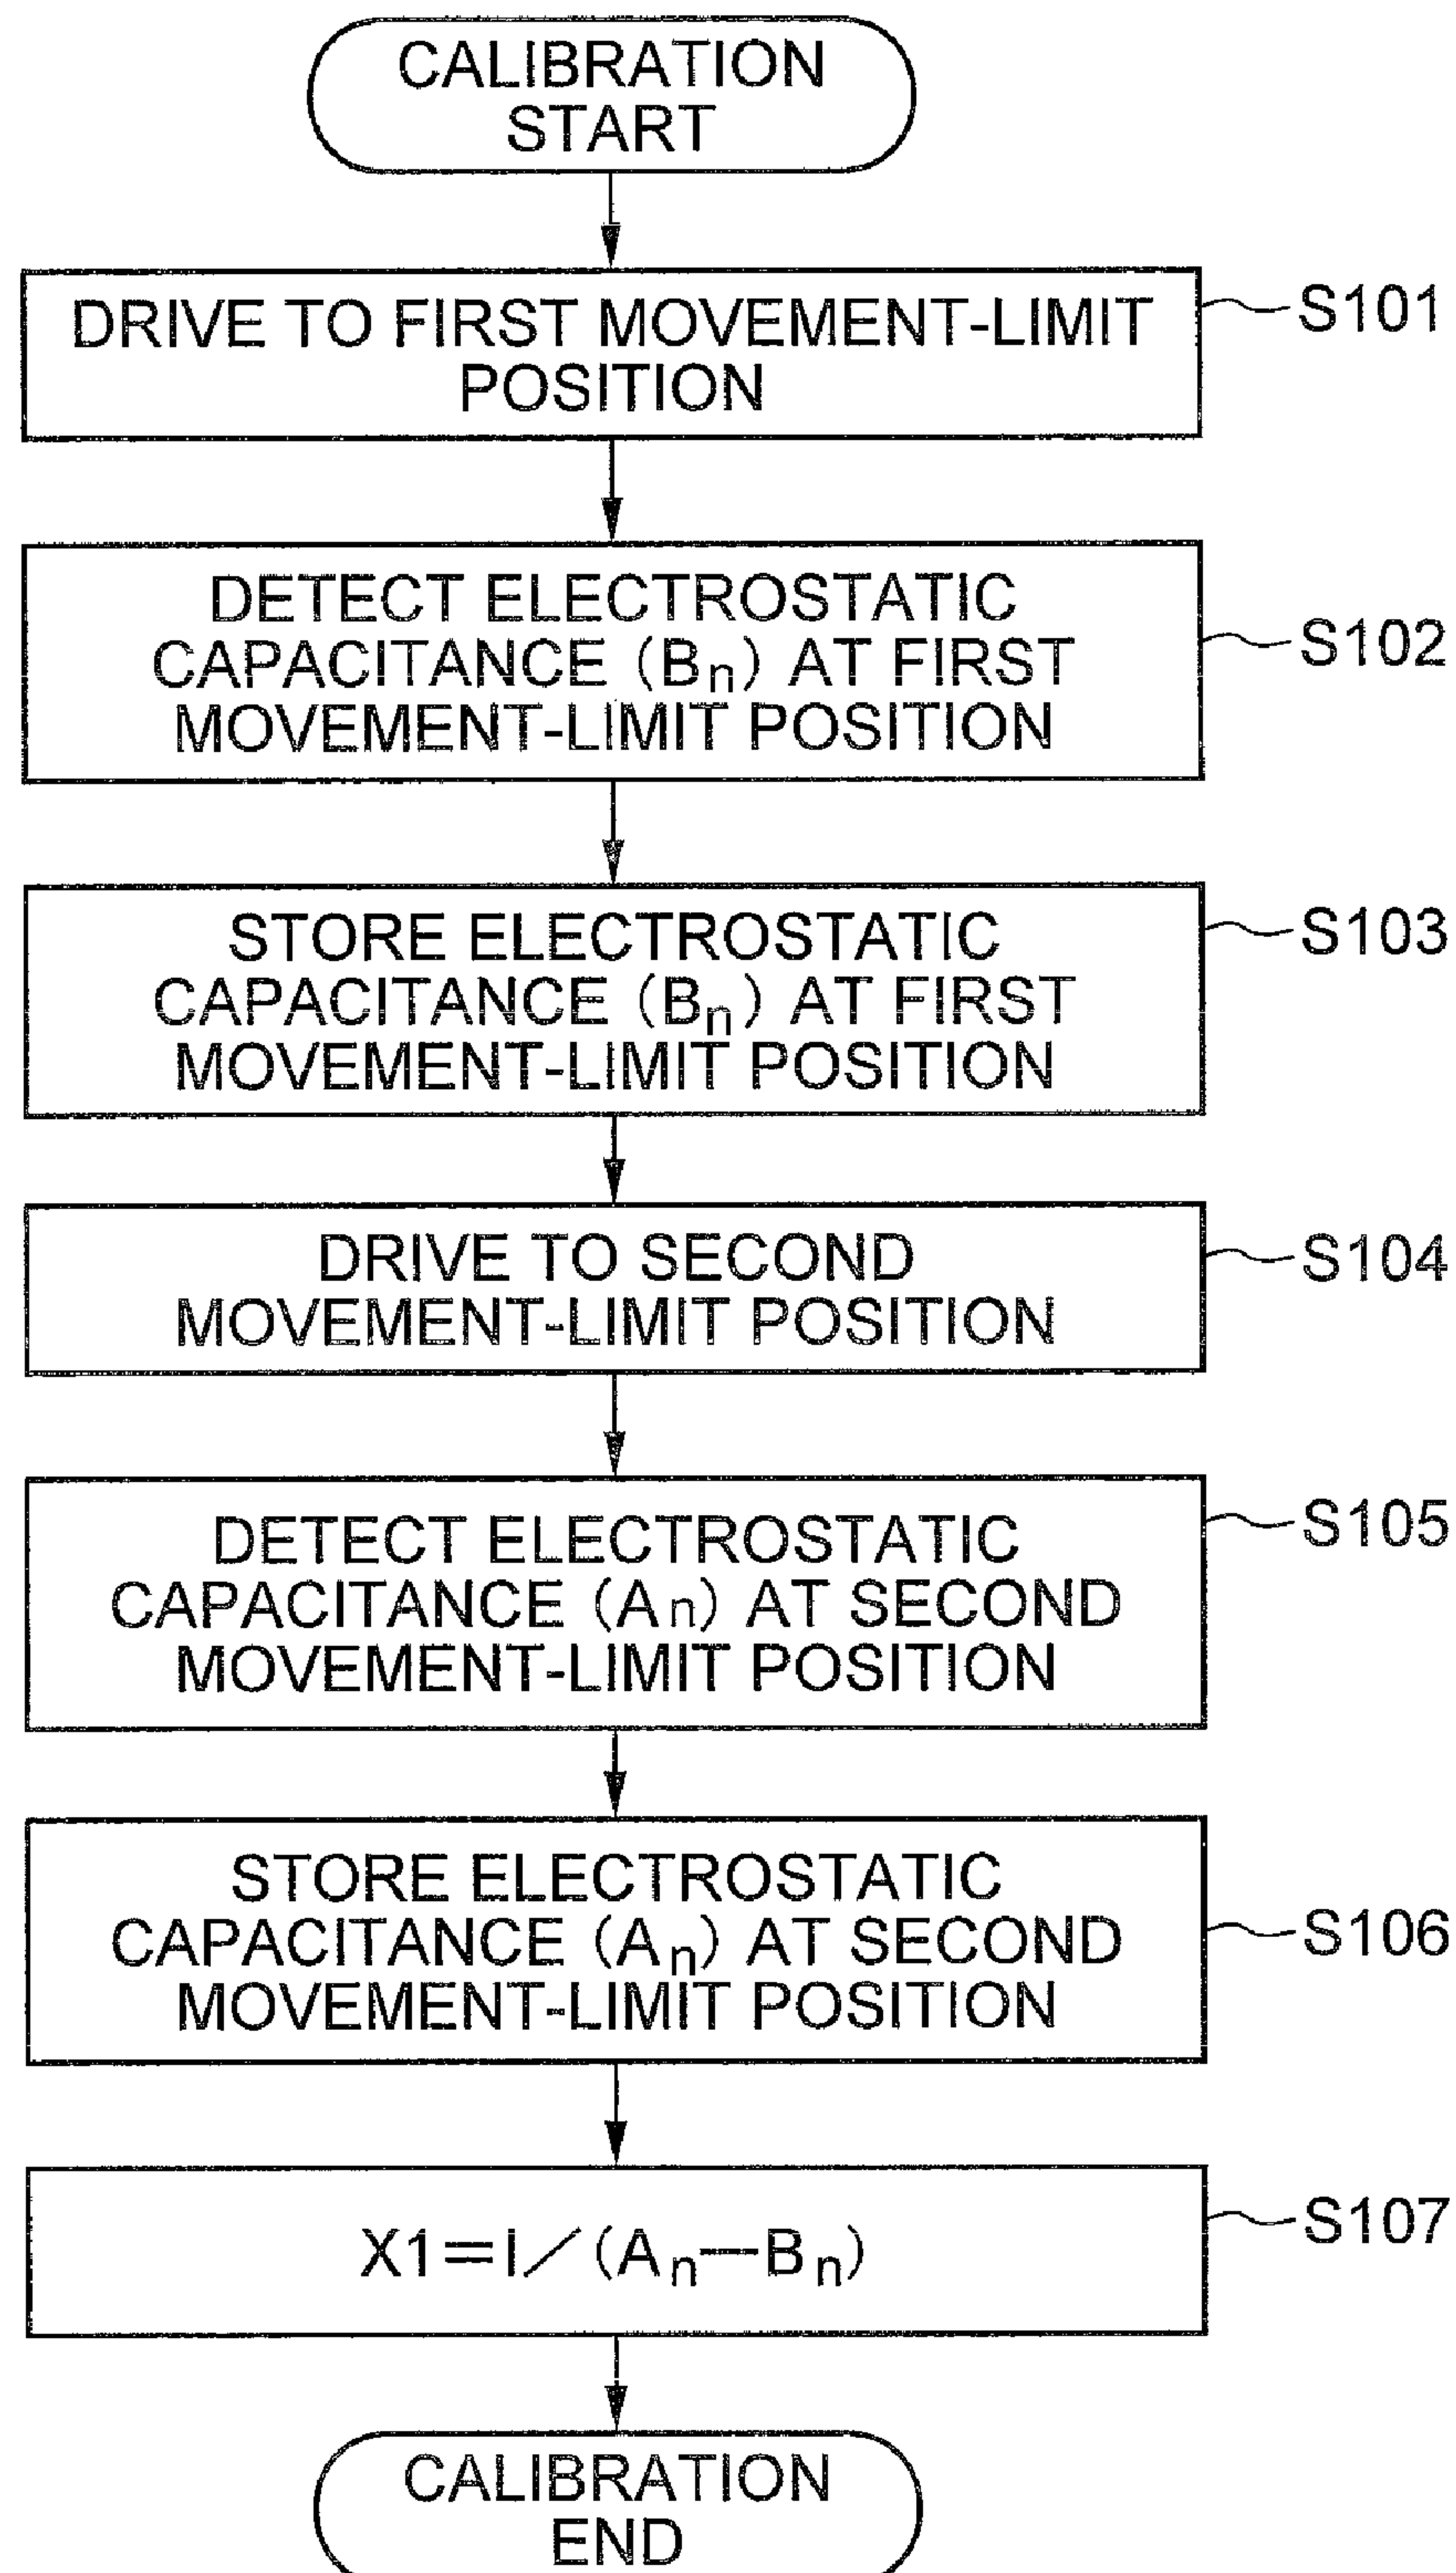 CALIBRATION
START
DRIVE TO FIRST MOVEMENT-LIMIT
POSITION
S101
DETECT ELECTROSTATIC
CAPACITANCE (Bn) AT FIRST
MOVEMENT-LIMIT POSITION
S102
STORE ELECTROSTATIC
CAPACITANCE (Bn) AT FIRST
MOVEMENT-LIMIT POSITION
S103
DRIVE TO SECOND
MOVEMENT-LIMIT POSITION
S104
DETECT ELECTROSTATIC
CAPACITANCE (An) AT SECOND
MOVEMENT-LIMIT POSITION
S105
STORE ELECTROSTATIC
CAPACITANCE (An) AT SECOND
MOVEMENT-LIMIT POSITION
S106
X1=I/(An—Bn)
S107
CALIBRATION
END